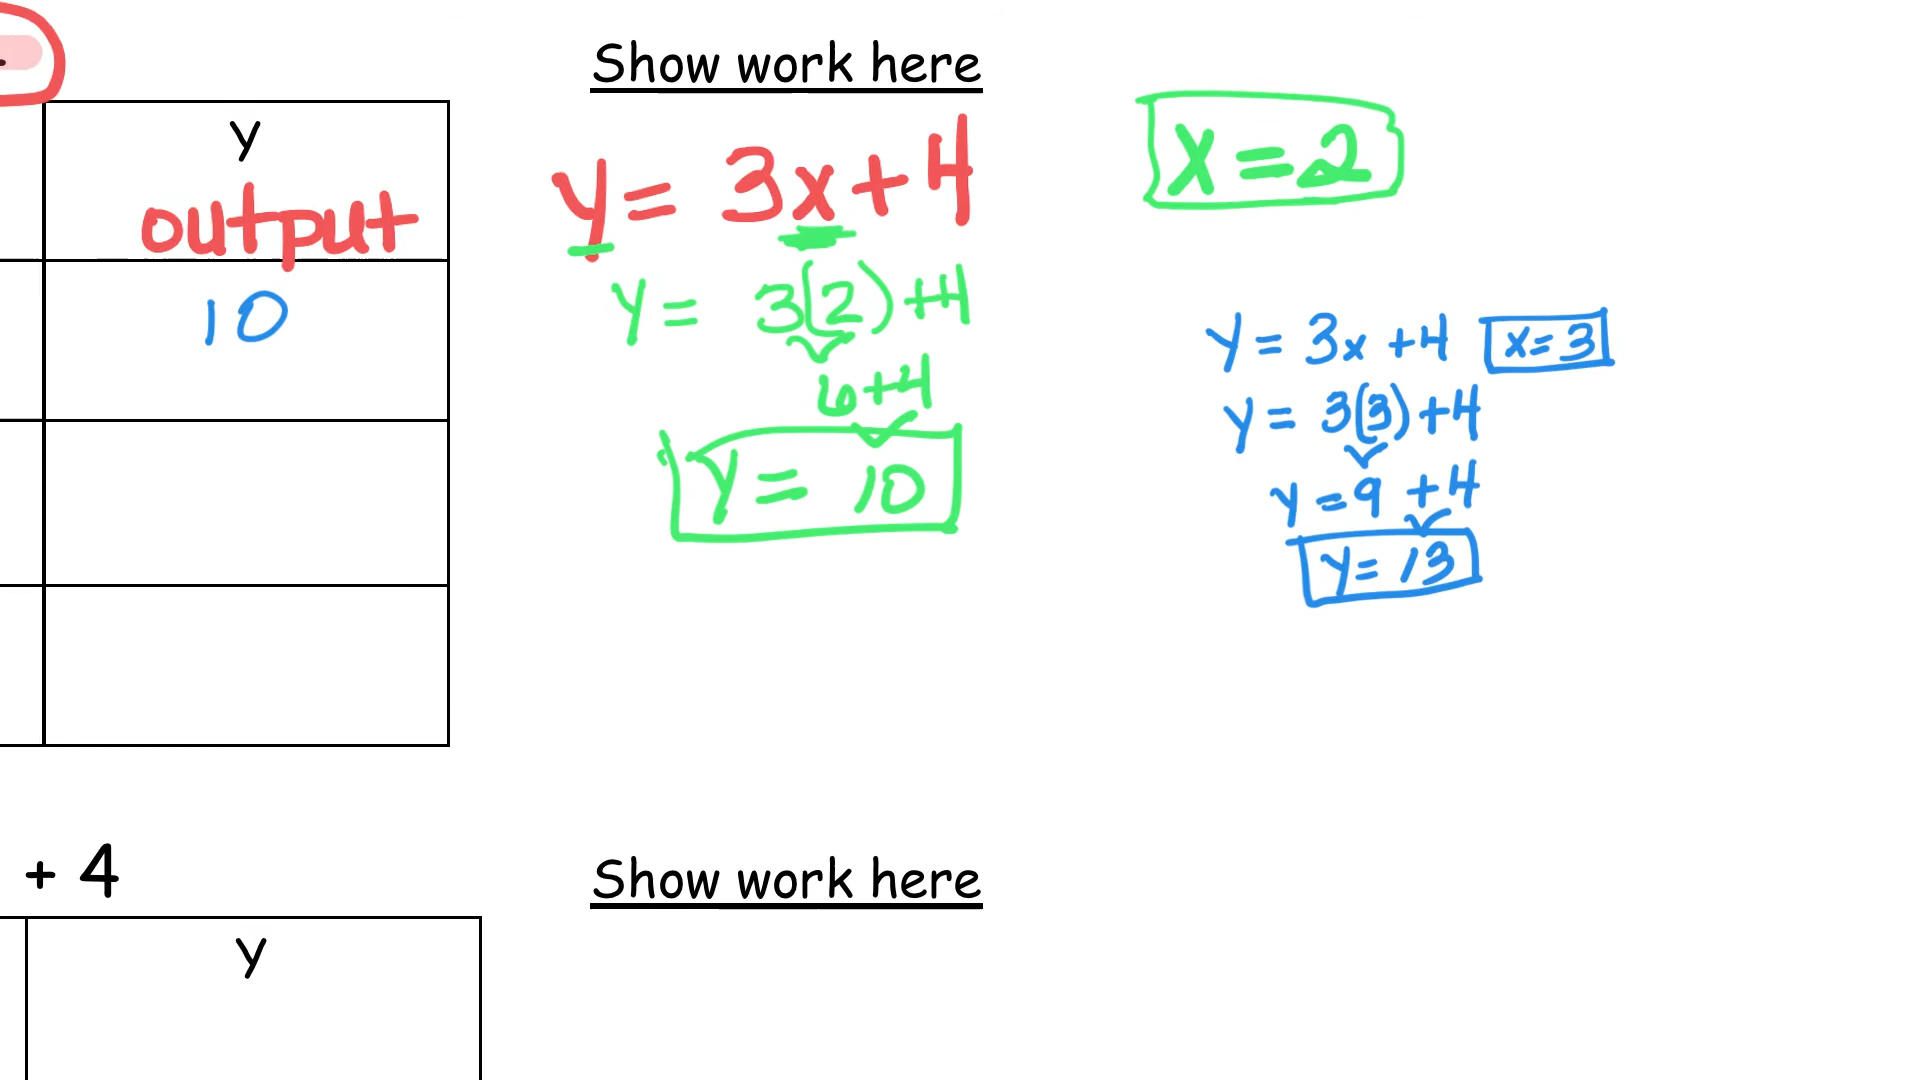 Show work here
y
output
10
y = 3x + 4
x = 2
y = 3(2) + 4
6 + 4
y = 10
y = 3x + 4 x = 3
y = 3(3) + 4
y = 9 + 4
y = 13
+ 4
Show work here
y